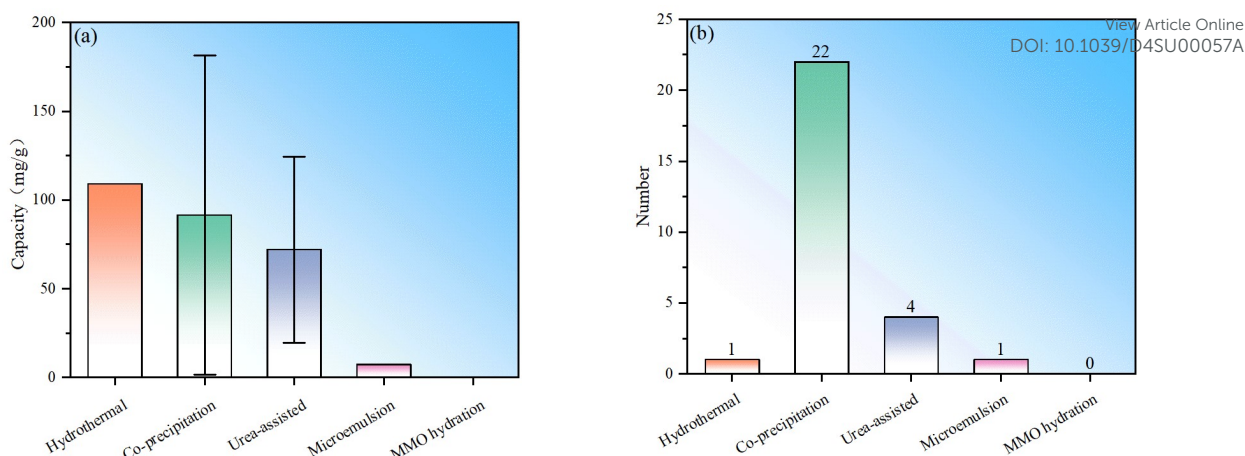 (a)
200
150
100
50
0
Capacity（mg/g）
Hydrothermal
Co-precipitation
Urea-assisted
Microemulsion
MMO hydration
View Article Online
DOI: 10.1039/D4SU00057A
(b)
25
20
15
10
5
0
Number
1
22
4
1
0
Hydrothermal
Co-precipitation
Urea-assisted
Microemulsion
MMO hydration